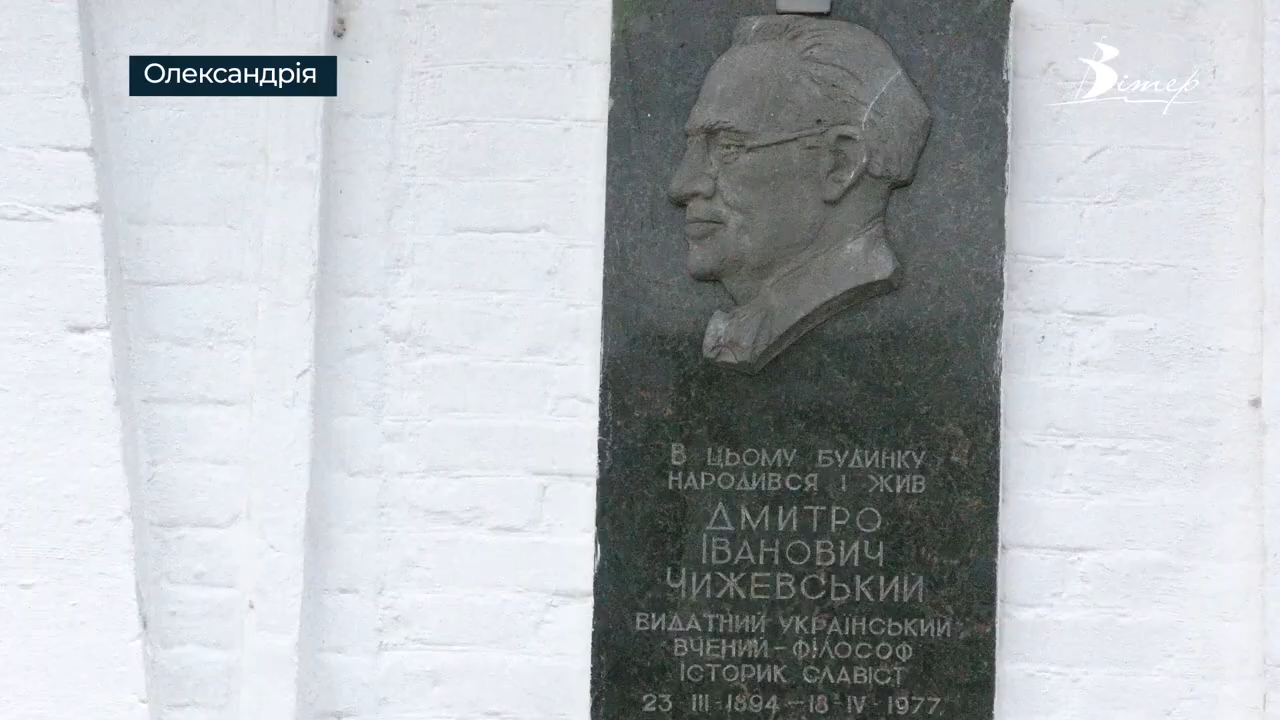 Олександрія
Вітер
В ЦЬОМУ БУДИНКУ
НАРОДИВСЯ І ЖИВ
ДМИТРО
ІВАНОВИЧ
ЧИЖЕВСЬКИЙ
ВИДАТНИЙ УКРАЇНСЬКИЙ
ВЧЕНИЙ-ФІЛОСОФ
ІСТОРИК СЛАВІСТ
23 III 1894 – 18 IV 1977